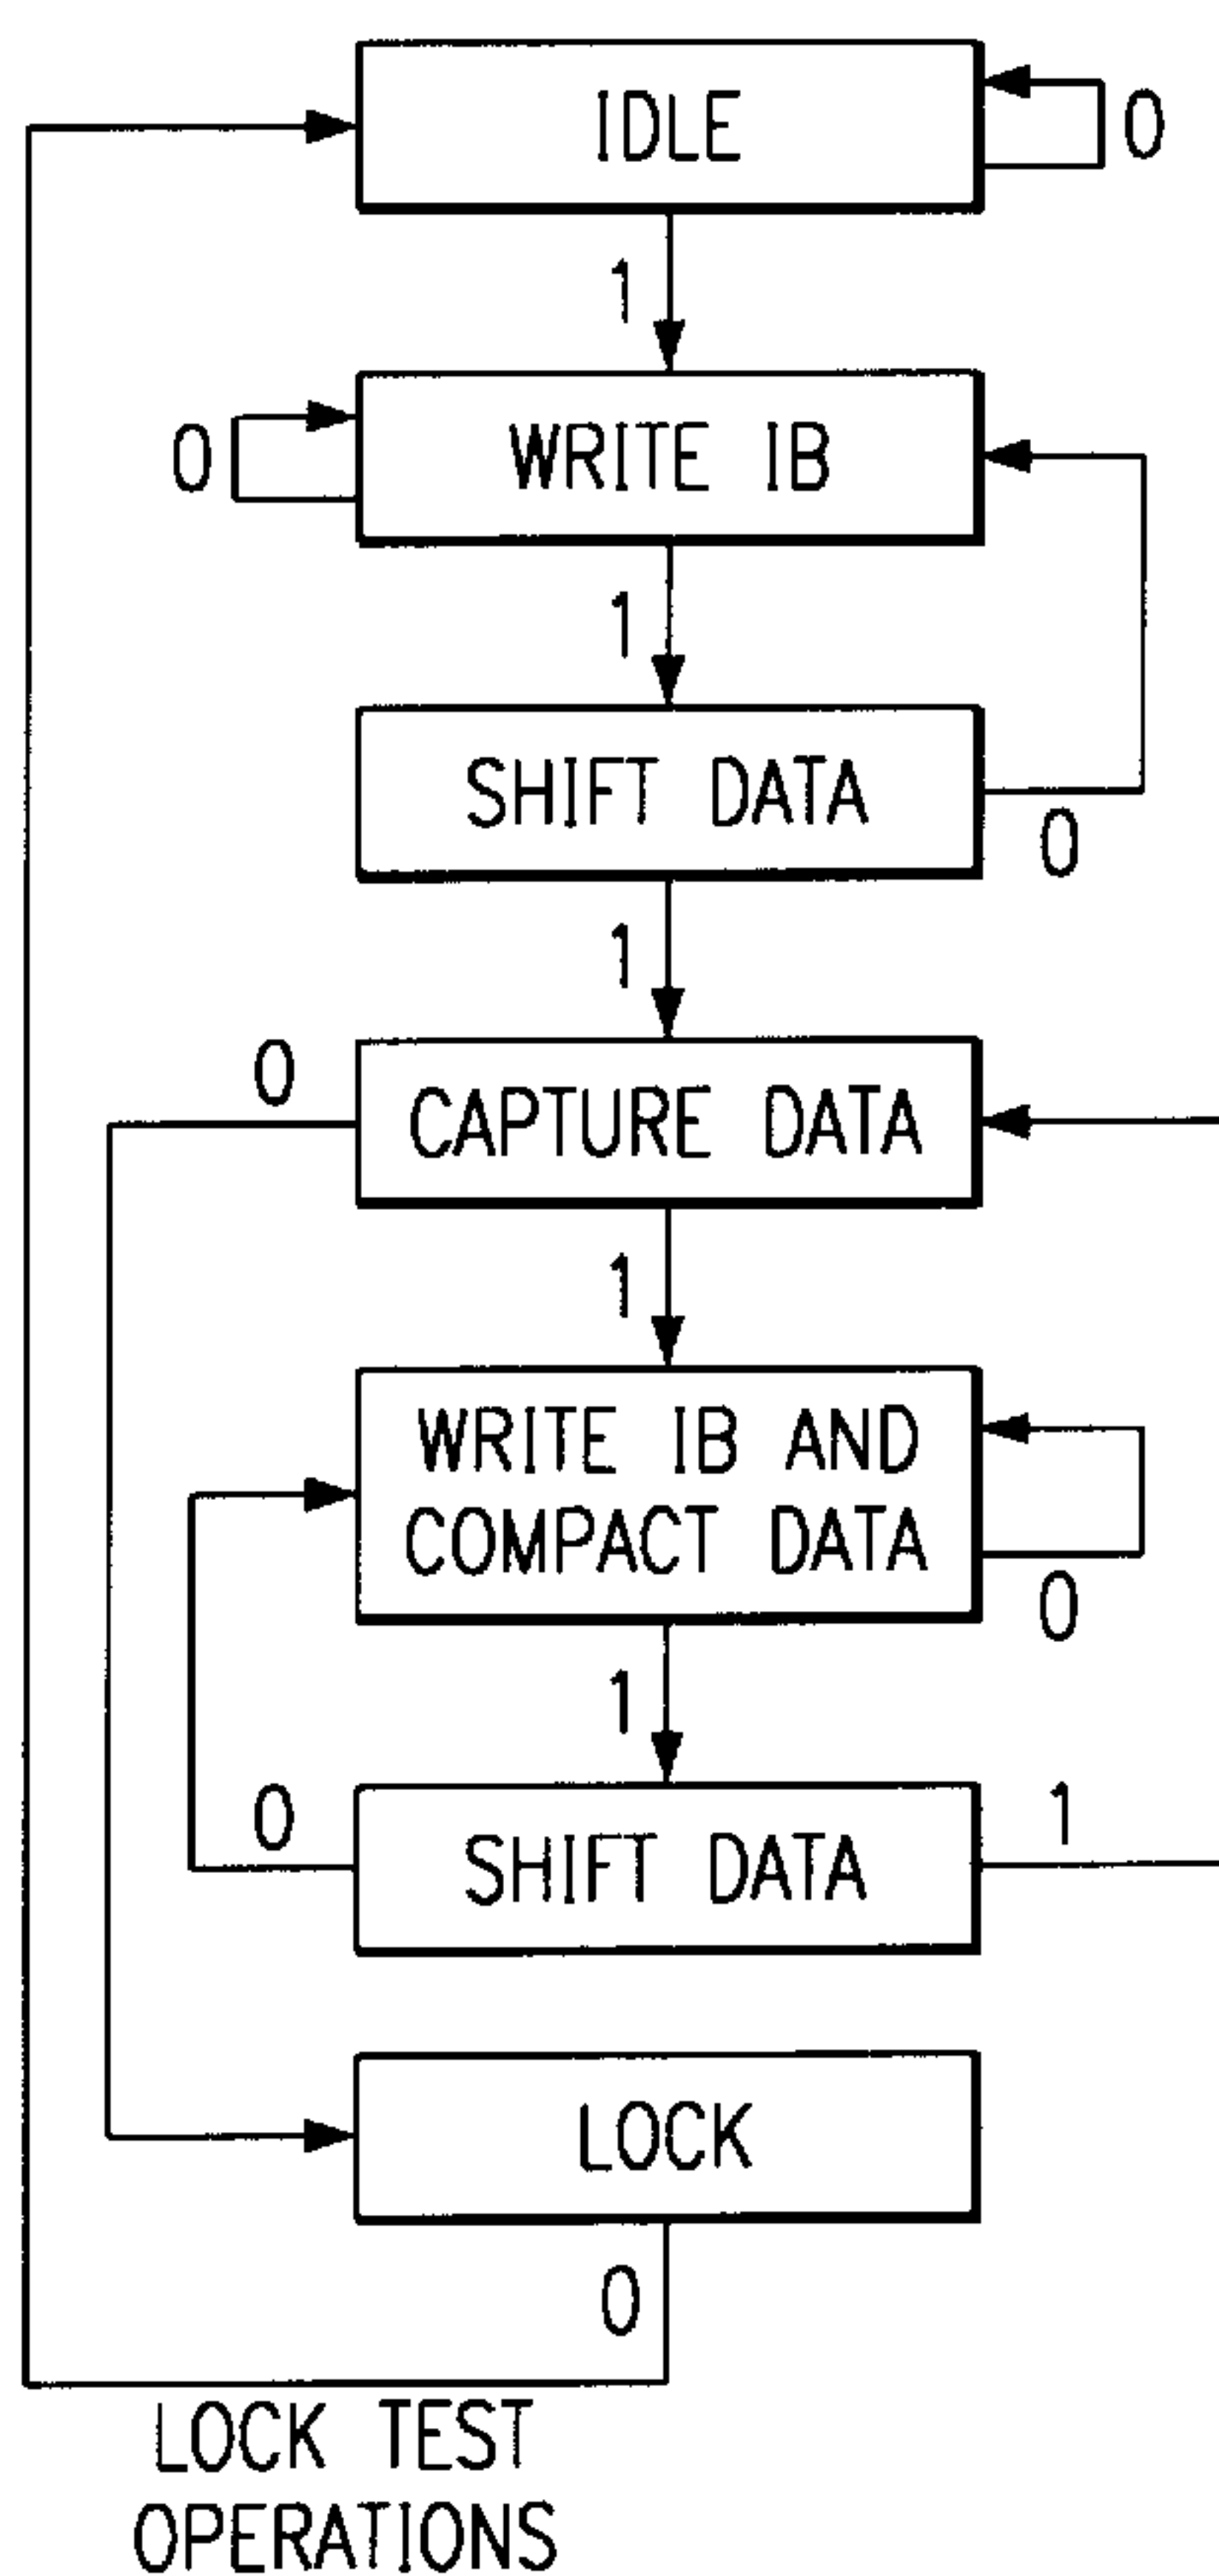 IDLE
0
1
WRITE IB
0
1
SHIFT DATA
0
1
CAPTURE DATA
0
1
WRITE IB AND
COMPACT DATA
0
1
SHIFT DATA
0
1
LOCK
0
LOCK TEST
OPERATIONS